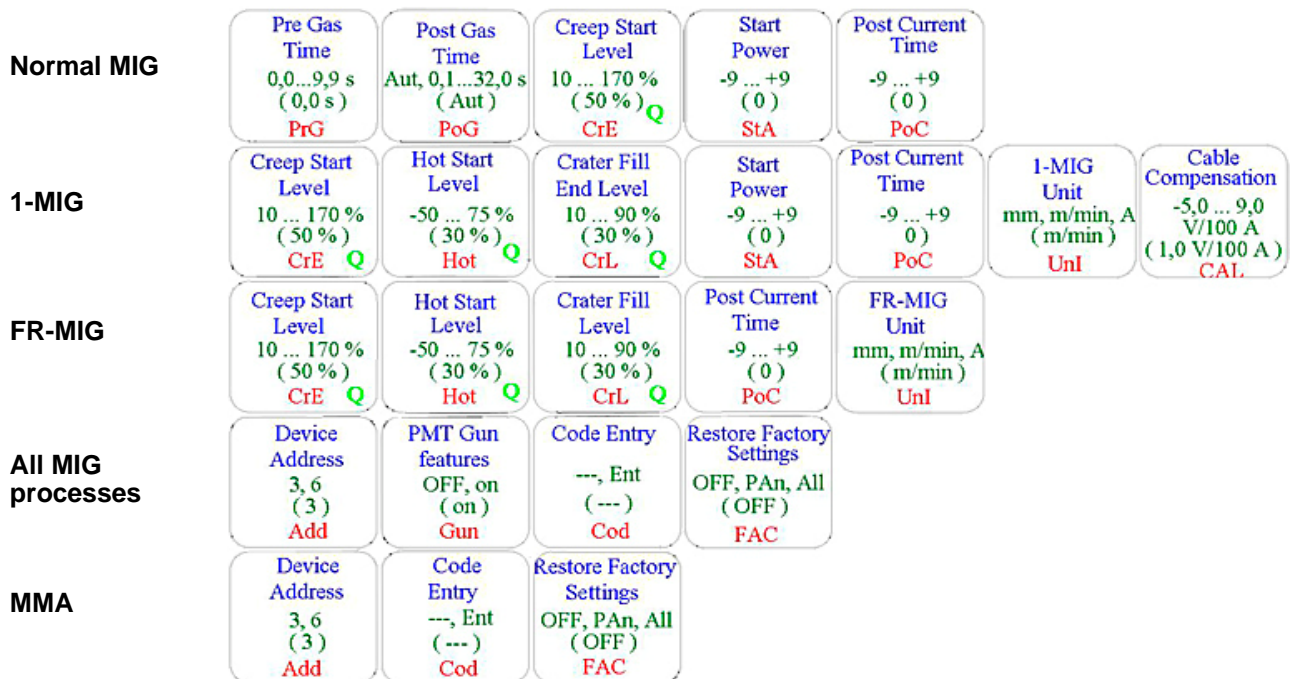 Normal MIG
Pre Gas
Time
0,0...9,9 s
( 0,0 s )
PrG
Post Gas
Time
Aut, 0,1...32,0 s
( Aut )
PoG
Creep Start
Level
10 ... 170 %
( 50 % ) Q
CrE
Start
Power
-9 ... +9
( 0 )
StA
Post Current
Time
-9 ... +9
( 0 )
PoC
1-MIG
Creep Start
Level
10 ... 170 %
( 50 % )
CrE Q
Hot Start
Level
-50 ... 75 %
( 30 % ) Q
Hot
Crater Fill
End Level
10 ... 90 %
( 30 % )
CrL Q
Start
Power
-9 ... +9
( 0 )
StA
Post Current
Time
-9 ... +9
0 )
PoC
1-MIG
Unit
mm, m/min, A
( m/min )
UnI
Cable
Compensation
-5,0 ... 9,0
V/100 A
( 1,0 V/100 A )
CAL
FR-MIG
Creep Start
Level
10 ... 170 %
( 50 % )
CrE Q
Hot Start
Level
-50 ... 75 %
( 30 % )
Hot Q
Crater Fill
Level
10 ... 90 %
( 30 % )
CrL Q
Post Current
Time
-9 ... +9
( 0 )
PoC
FR-MIG
Unit
mm, m/min, A
( m/min )
UnI
All MIG
processes
Device
Address
3, 6
( 3 )
Add
PMT Gun
features
OFF, on
( on )
Gun
Code Entry
---, Ent
( --- )
Cod
Restore Factory
Settings
OFF, PAn, All
( OFF )
FAC
MMA
Device
Address
3, 6
( 3 )
Add
Code
Entry
---, Ent
( --- )
Cod
Restore Factory
Settings
OFF, PAn, All
( OFF )
FAC